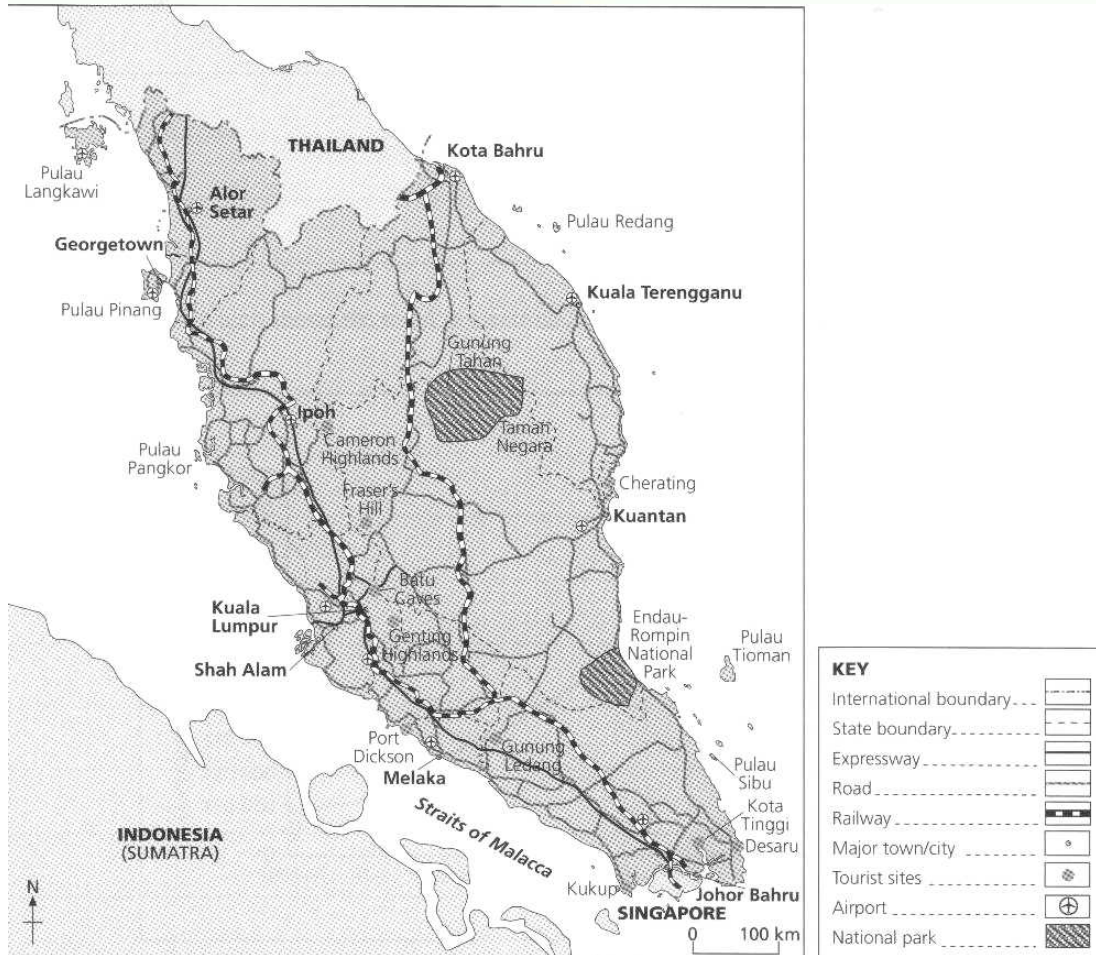 THAILAND
Kota Bahru
Pulau
Langkawi
Alor
Setar
Pulau Redang
Georgetown
Kuala Terengganu
Pulau Pinang
Gunung
Tahan
Ipoh
Taman
Negara
Cameron
Highlands
Pulau
Pangkor
Cherating
Fraser's
Hill
Kuantan
Batu
Caves
Kuala
Lumpur
Endau-
Rompin
National
Park
Pulau
Tioman
Genting
Highlands
Shah Alam
Port
Dickson
Gunung
Ledang
Melaka
Pulau
Sibu
Kota
Tinggi
Straits of Malacca
INDONESIA
(SUMATRA)
Desaru
Kukup
Johor Bahru
SINGAPORE
N
0 100 km
KEY
International boundary
State boundary
Expressway
Road
Railway
Major town/city
Tourist sites
Airport
National park